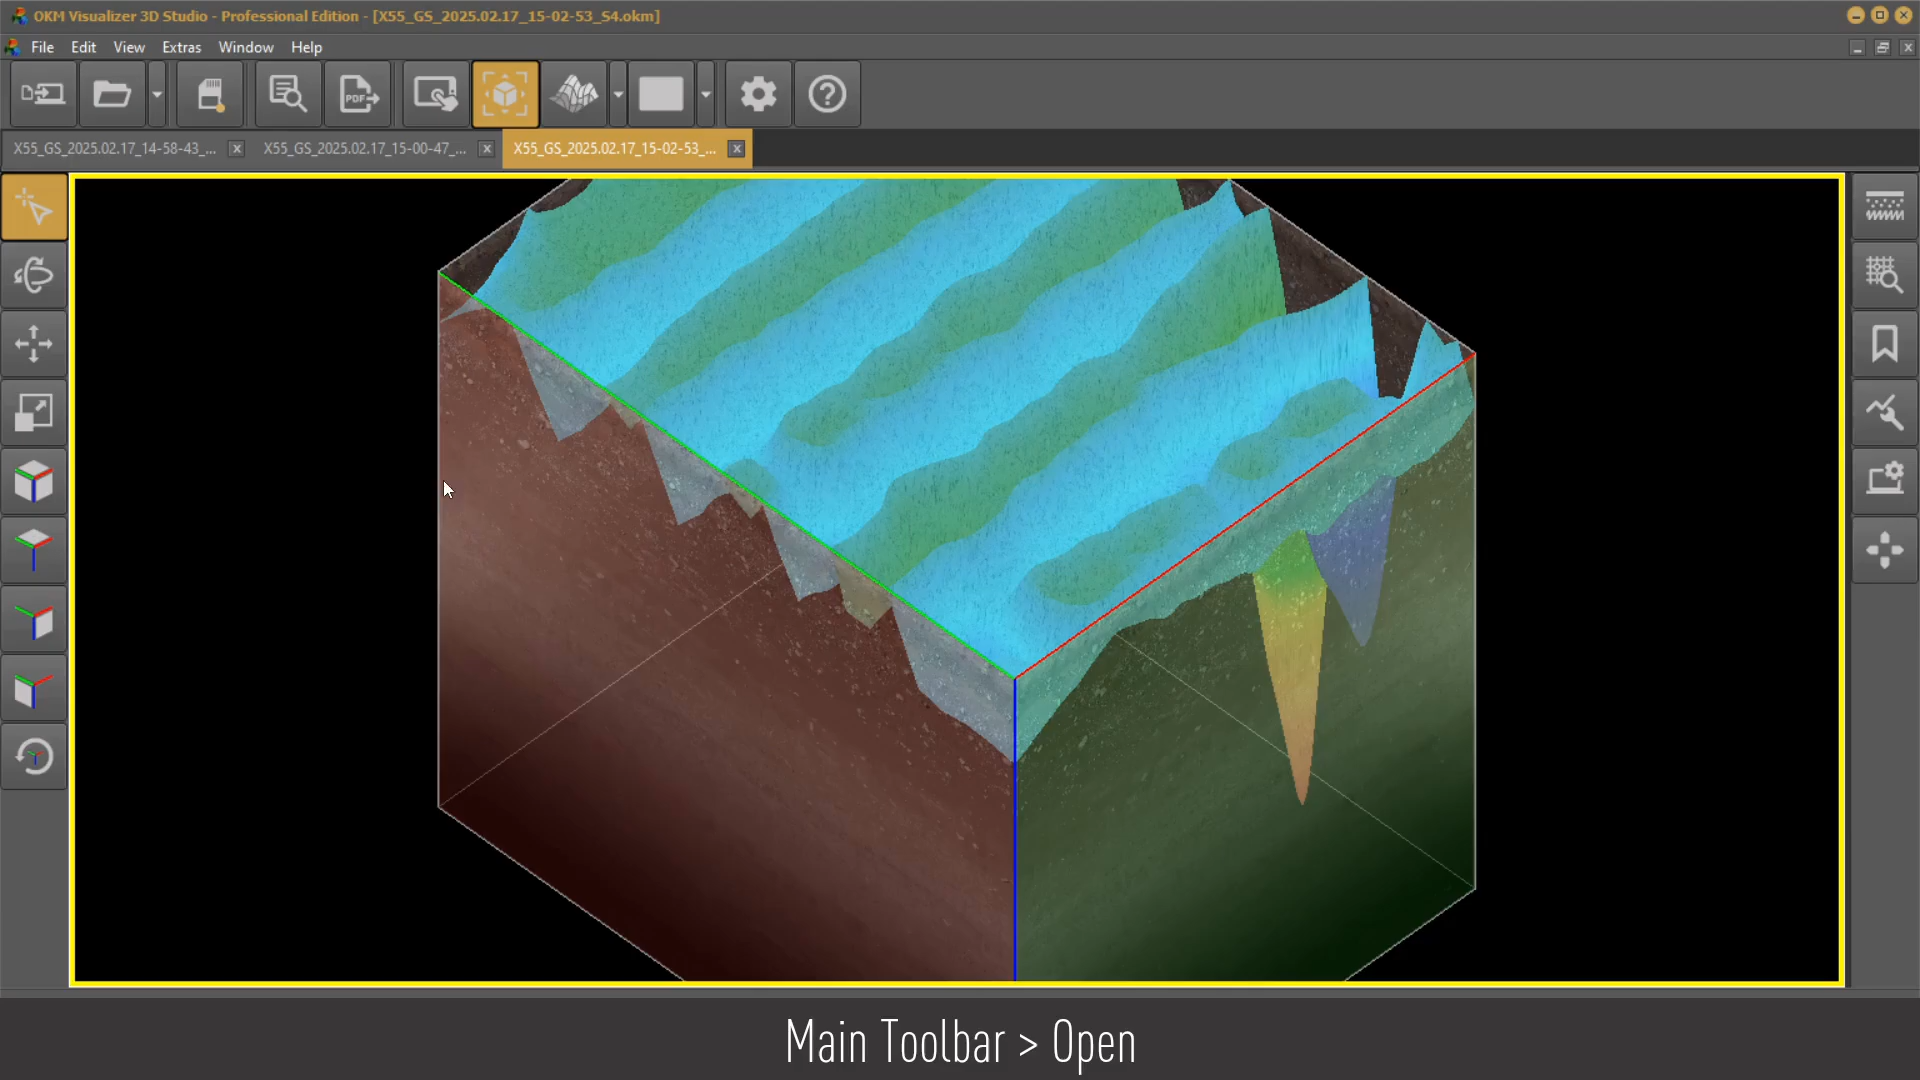 OKM Visualizer 3D Studio - Professional Edition - [X55_GS_2025.02.17_15-02-53_S4.okm]
File Edit View Extras Window Help
PDF
X55_GS_2025.02.17_14-58-43_... X55_GS_2025.02.17_15-00-47_... X55_GS_2025.02.17_15-02-53_...
Main Toolbar > Open